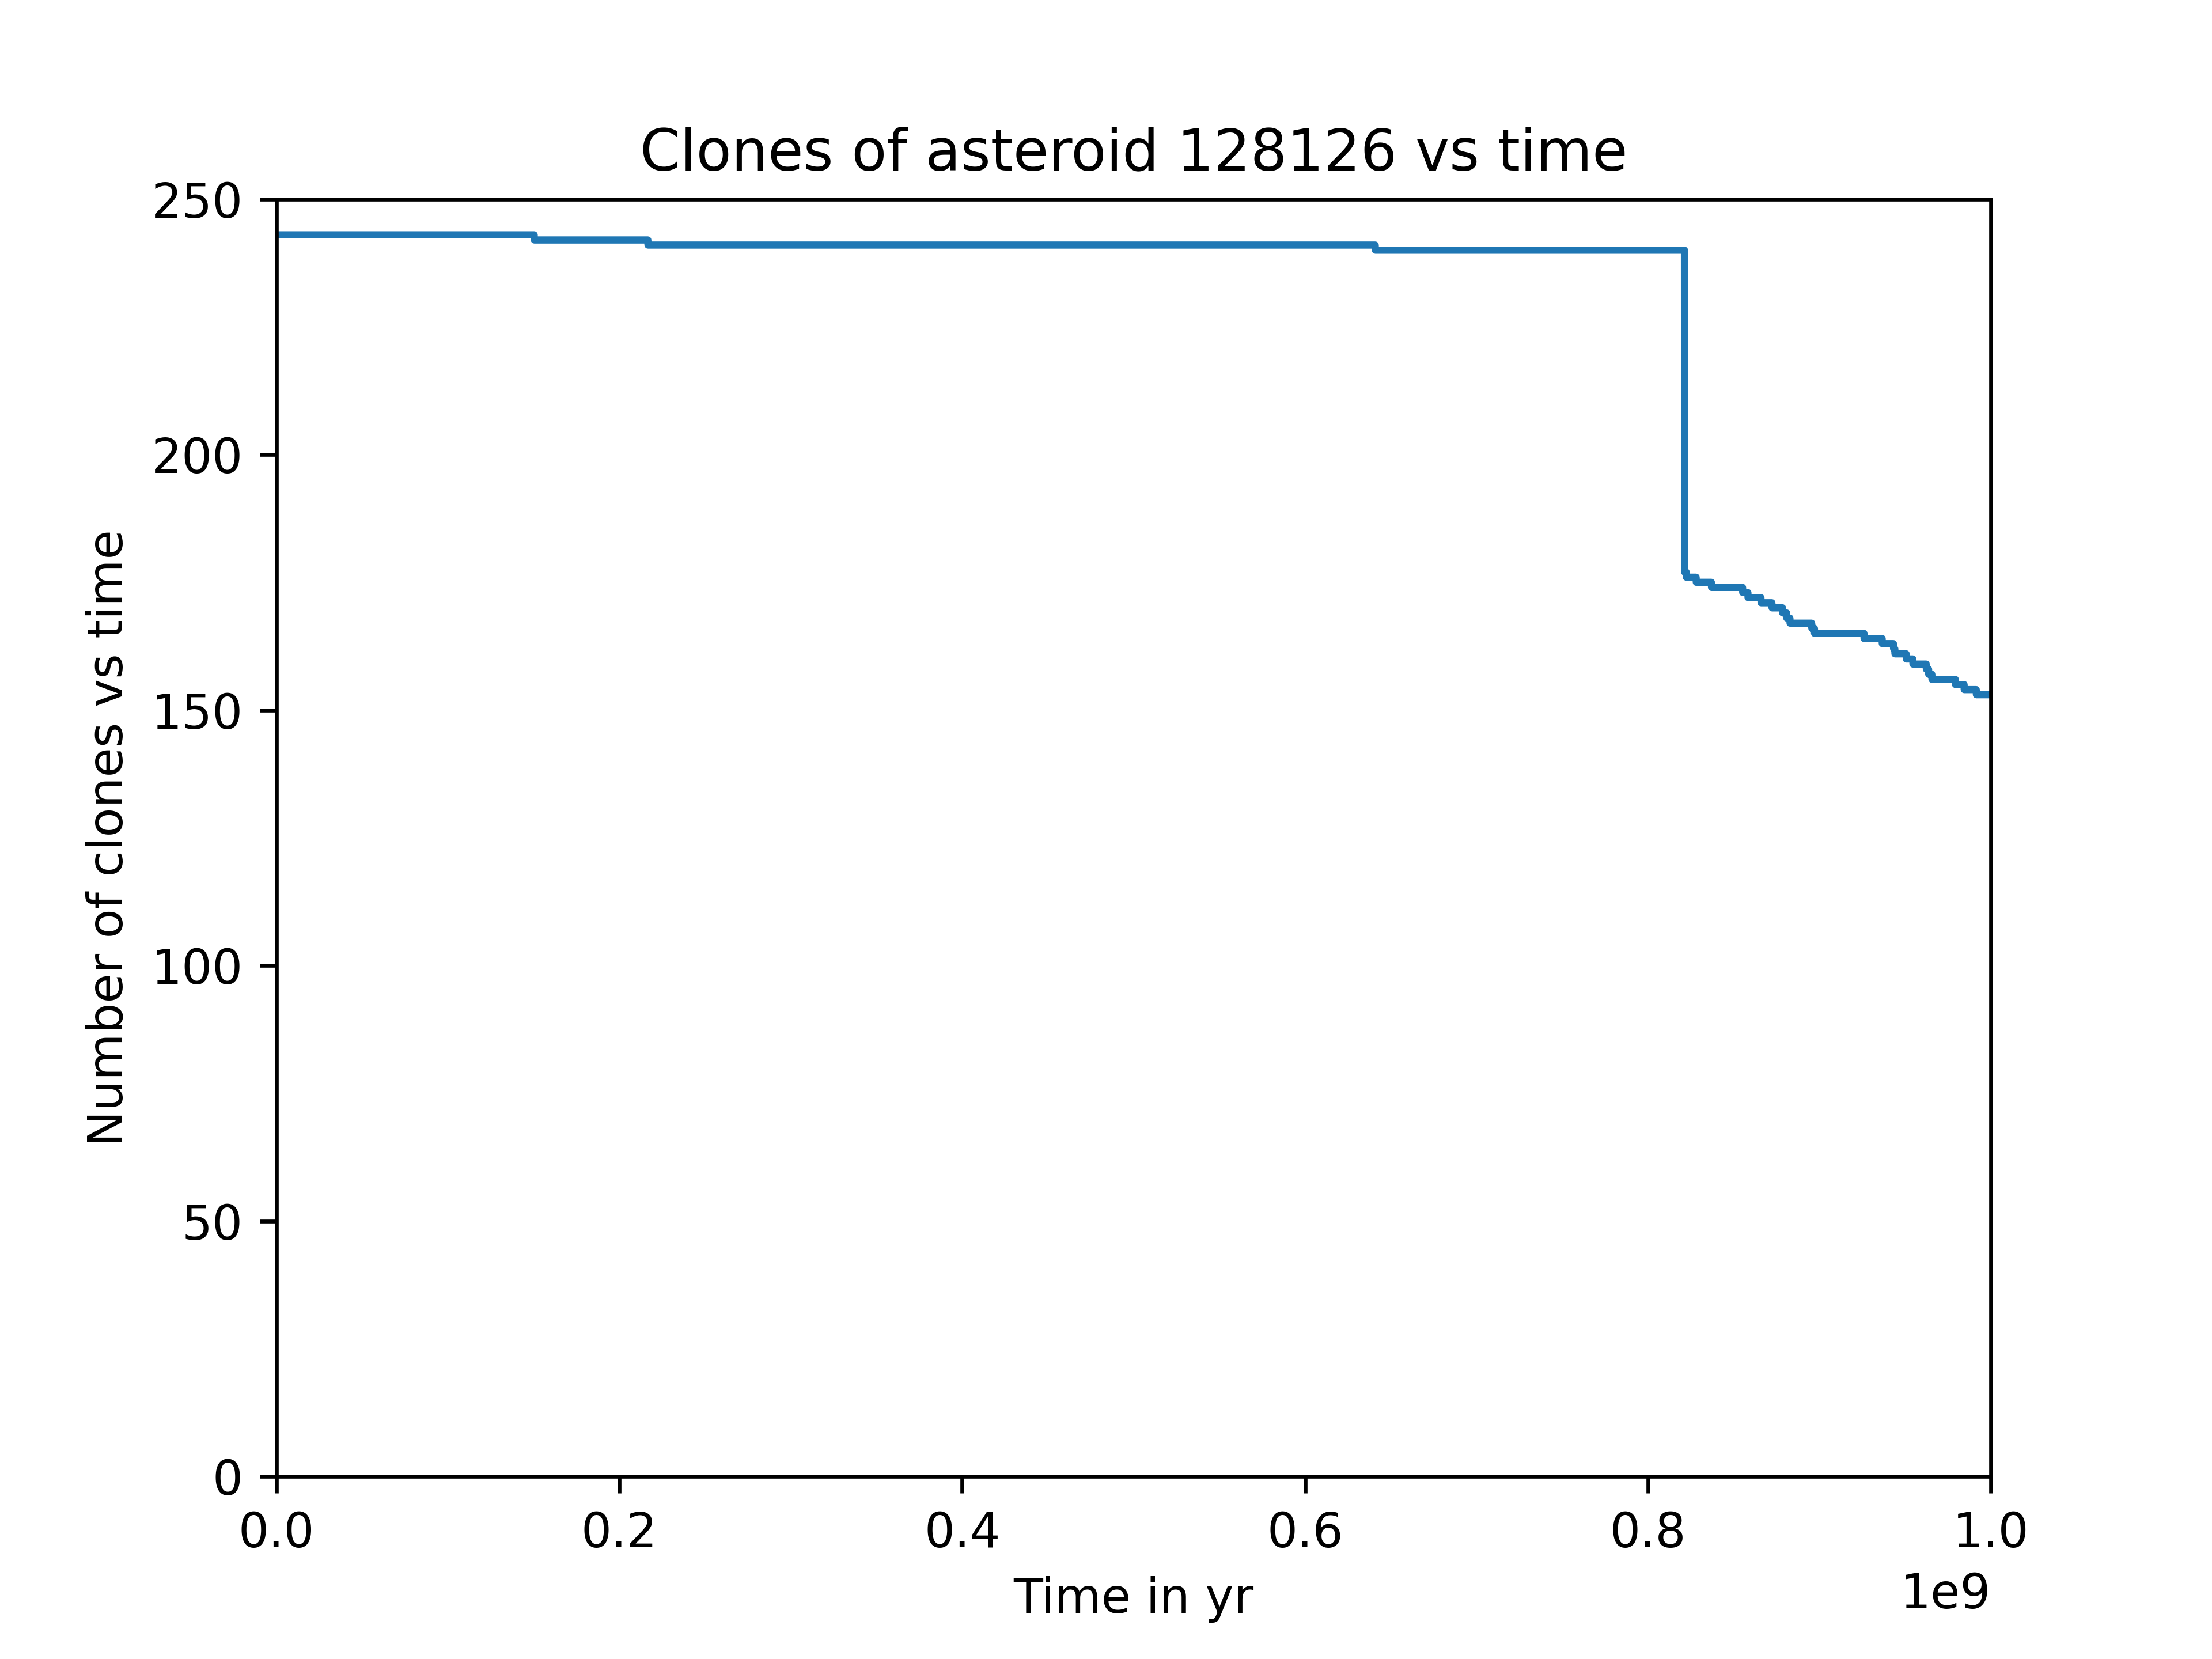 Clones of asteroid 128126 vs time
250
200
150
100
50
0
Number of clones vs time
0.0 0.2 0.4 0.6 0.8 1.0
1e9
Time in yr